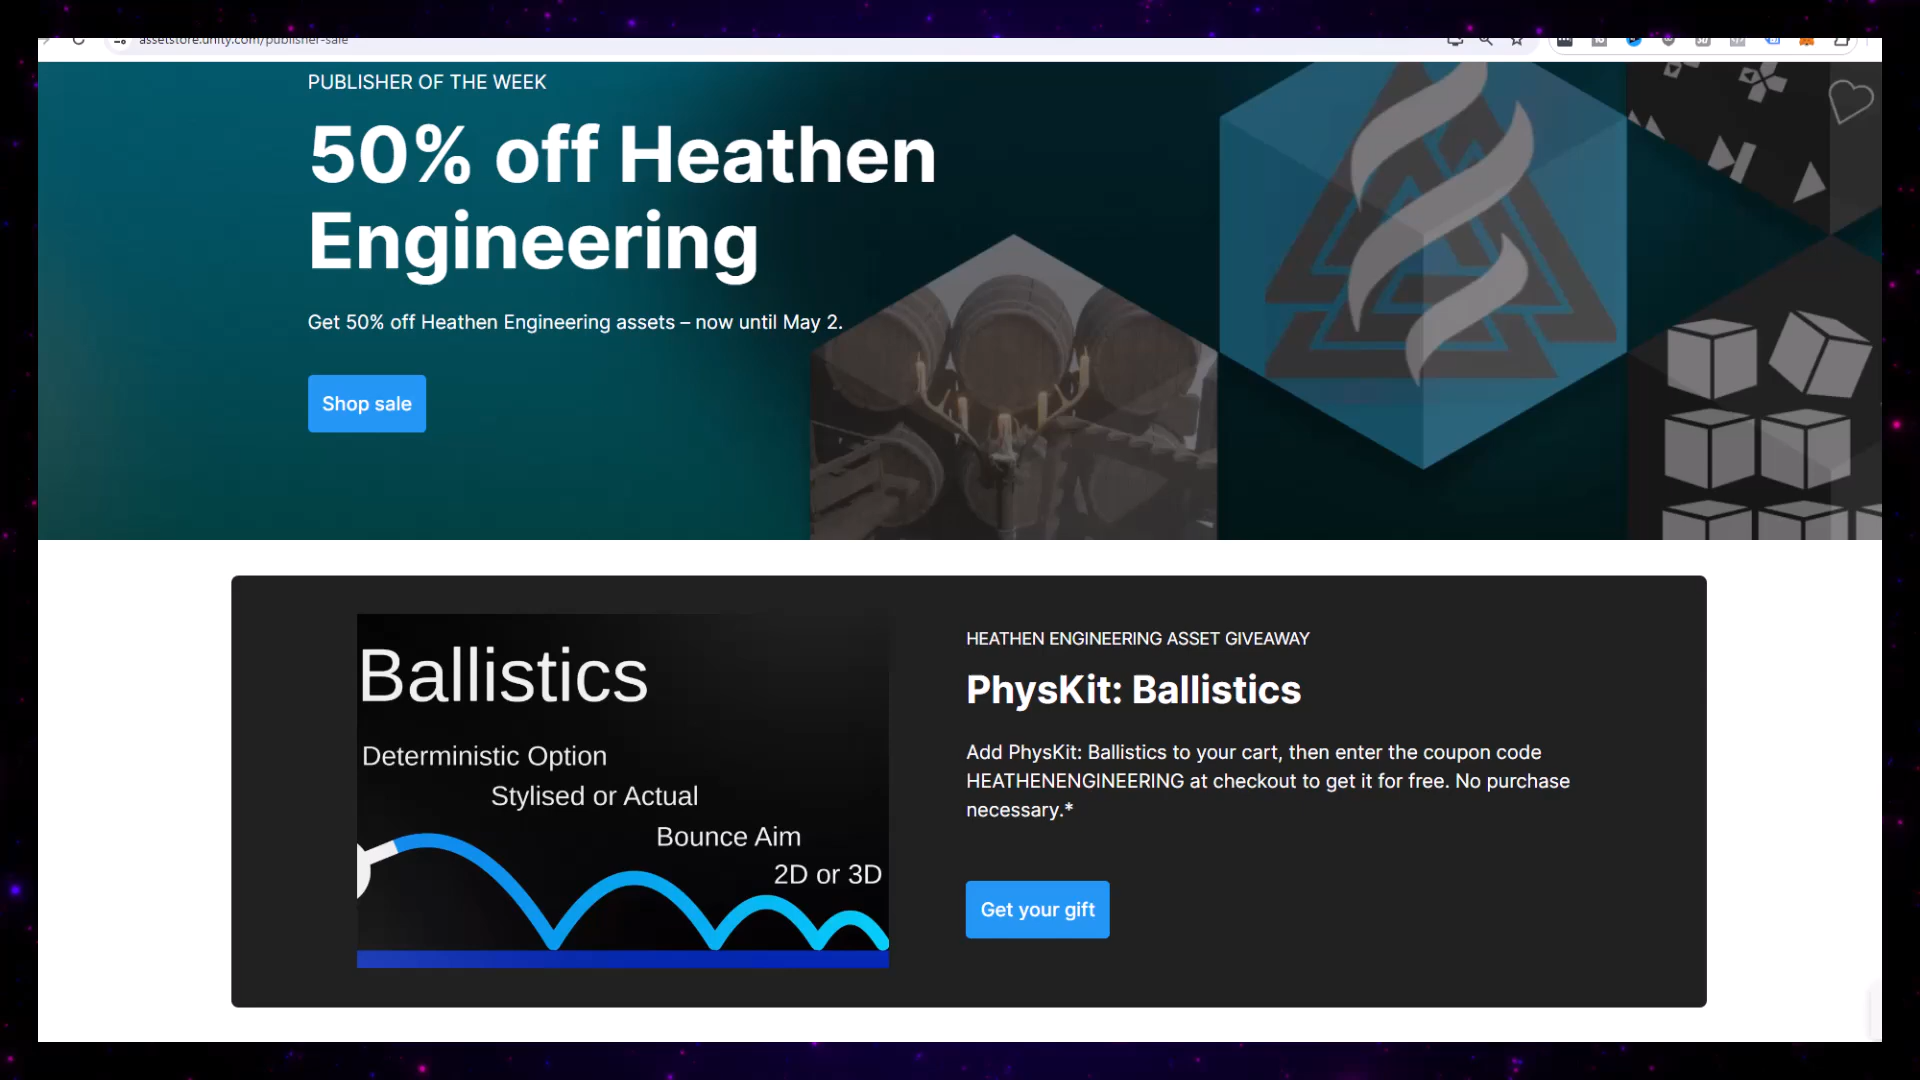 assetstore.unity.com/publisher-sale
PUBLISHER OF THE WEEK
50% off Heathen
Engineering
Get 50% off Heathen Engineering assets – now until May 2.
Shop sale
Ballistics
Deterministic Option
Stylised or Actual
Bounce Aim
2D or 3D
HEATHEN ENGINEERING ASSET GIVEAWAY
PhysKit: Ballistics
Add PhysKit: Ballistics to your cart, then enter the coupon code
HEATHENENGINEERING at checkout to get it for free. No purchase
necessary.*
Get your gift